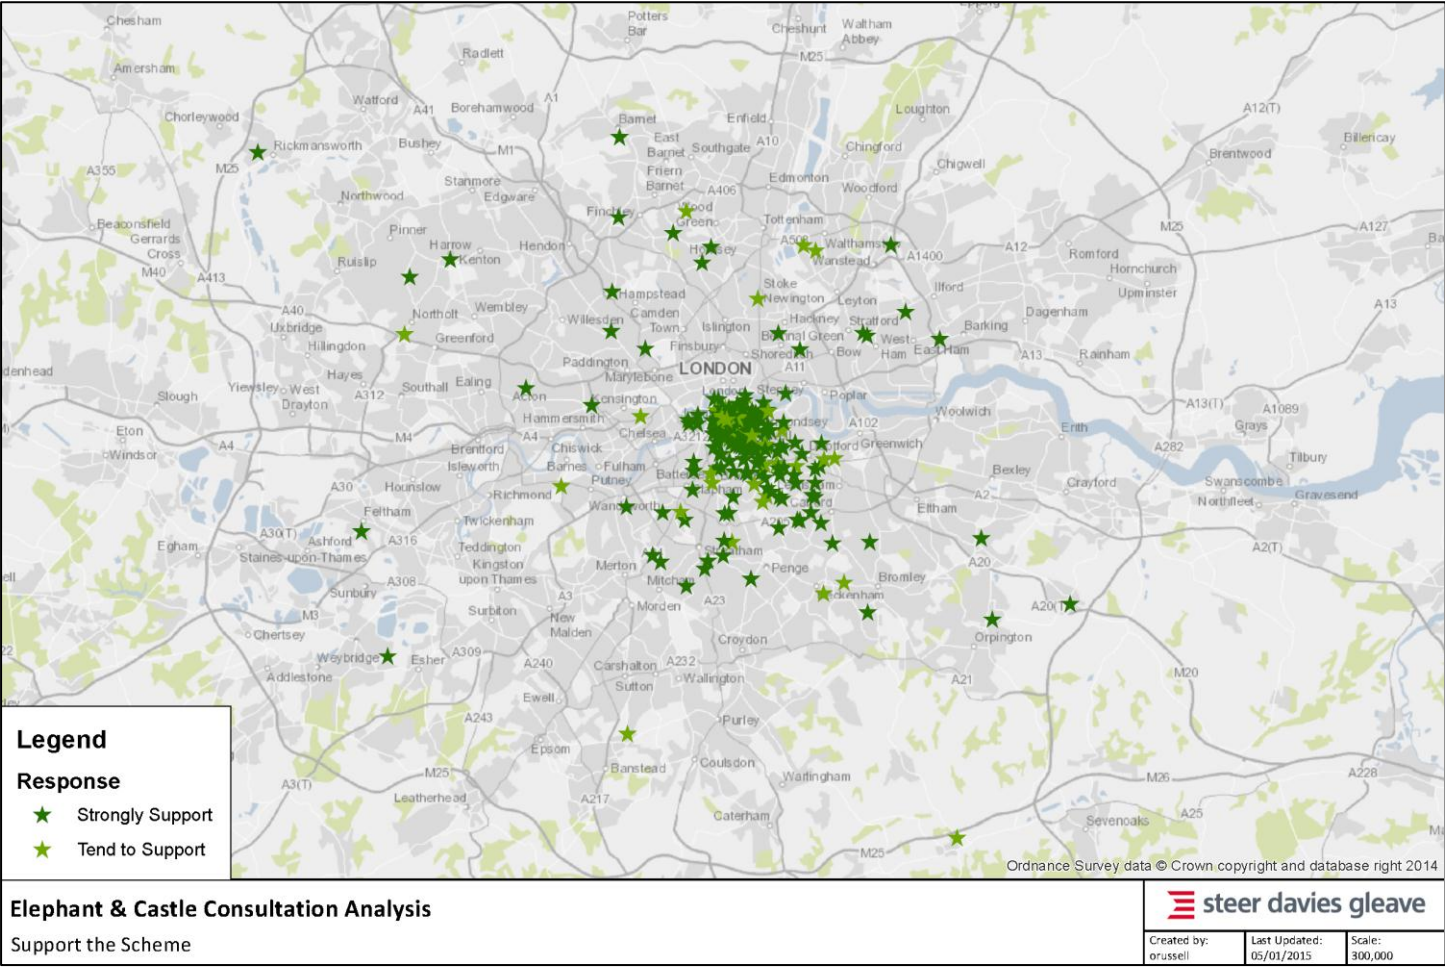 Chesham
Potters
Bar
Cheshunt
Waltham
Abbey
Amersham
Radlett
M25
Watford
A41
Borehamwood
A1
Chorleywood
Barnet
Enfield
Loughton
A12(T)
Billericay
Rickmansworth
Bushey
M1
East
Barnet
Southgate
A10
Chingford
Brentwood
A355
M25
Friern
Barnet
Chigwell
Stanmore
Edgware
A406
Edmonton
Woodford
Northwood
Finchley
Green
Tottenham
M25
A127
Beaconsfield
Gerrards
Cross
Pinner
Harrow
Kenton
Hendon
Wanstead
A1400
A12
Romford
Hornchurch
Upminster
M40
A413
Ruislip
Stoke
Newington
Leyton
Ilford
A13
Hampstead
A40
Northolt
Wembley
Willesden
Camden
Town
Islington
Hackney
Stratford
Barking
Dagenham
Uxbridge
Hillingdon
Greenford
Finsbury
Bow
West
Ham
East Ham
A13
Rainham
denhead
Paddington
Marylebone
LONDON
A11
Hayes
Southall
Ealing
Slough
Yiewsley
West
Drayton
A312
Acton
Kensington
Poplar
A13(T)
A1089
Grays
Hammersmith
A102
Woolwich
Eton
Windsor
A4
M4
A4
Chiswick
Chelsea
Greenwich
Erith
A282
Tilbury
Brentford
Isleworth
Barnes
Fulham
Putney
Bexley
Crayford
Swanscombe
Northfleet
Gravesend
A30
Hounslow
Richmond
A2
Eltham
Feltham
Twickenham
A30(T)
Ashford
A316
Egham
Staines-upon-Thames
Teddington
Kingston
upon Thames
Merton
Mitcham
Penge
A20
A2(T)
A308
Sunbury
Bromley
M3
Surbiton
A3
New
Malden
Morden
A23
Orpington
Chertsey
Croydon
Weybridge
Esher
A309
A240
Carshalton
Sutton
A232
Wallington
A21
M20
Addlestone
Ewell
A243
Purley
Epsom
Banstead
Coulsdon
Warlingham
A3(T)
M25
M26
A228
Leatherhead
A217
Caterham
Sevenoaks
A25
M25
Legend
Response
Strongly Support
Tend to Support
Ordnance Survey data © Crown copyright and database right 2014
Elephant & Castle Consultation Analysis
Support the Scheme
steer davies gleave
Created by:
orussell
Last Updated:
05/01/2015
Scale:
300,000